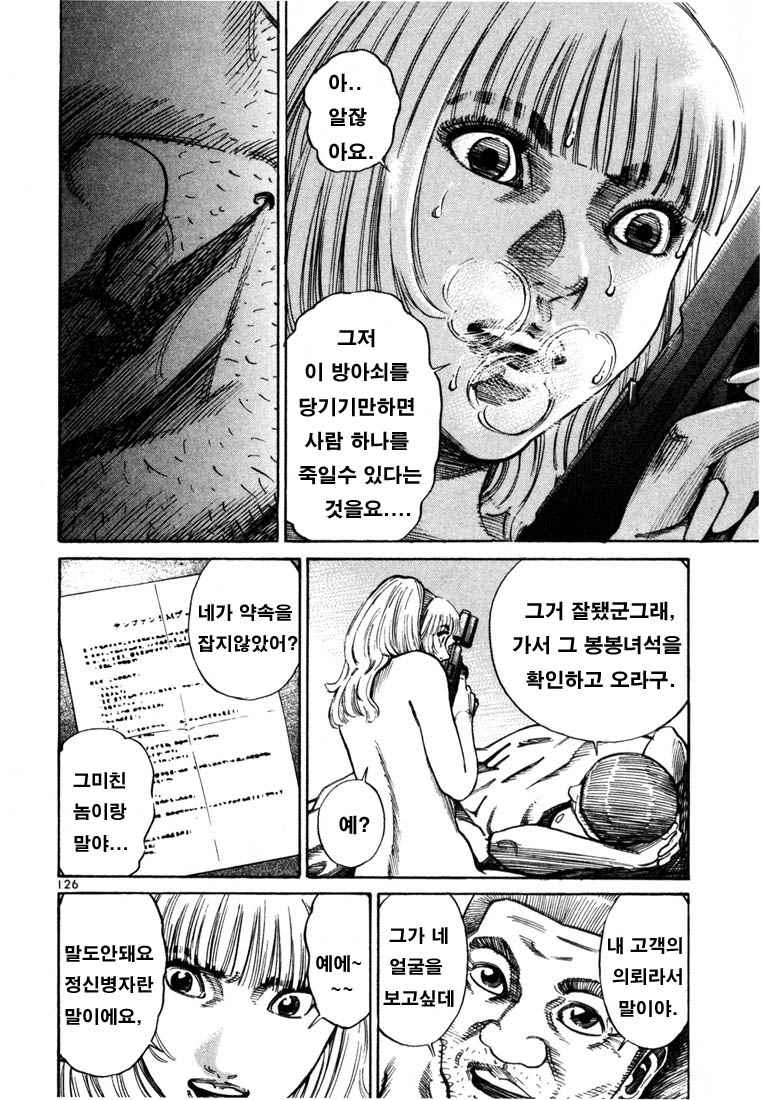 아..
알잖
아요.
그저
이 방아쇠를
당기기만하면
사람 하나를
죽일수 있다는
것을요....
그거 잘됐군그래,
가서 그 봉봉녀석을
확인하고 오라구.
예?
네가 약속을
잡지않았어?
그미친
놈이랑
말야...
126
내 고객의
의뢰라서
말이야.
그가 네
얼굴을
보고싶데
예에~
~~
말도안돼요
정신병자란
말이에요,